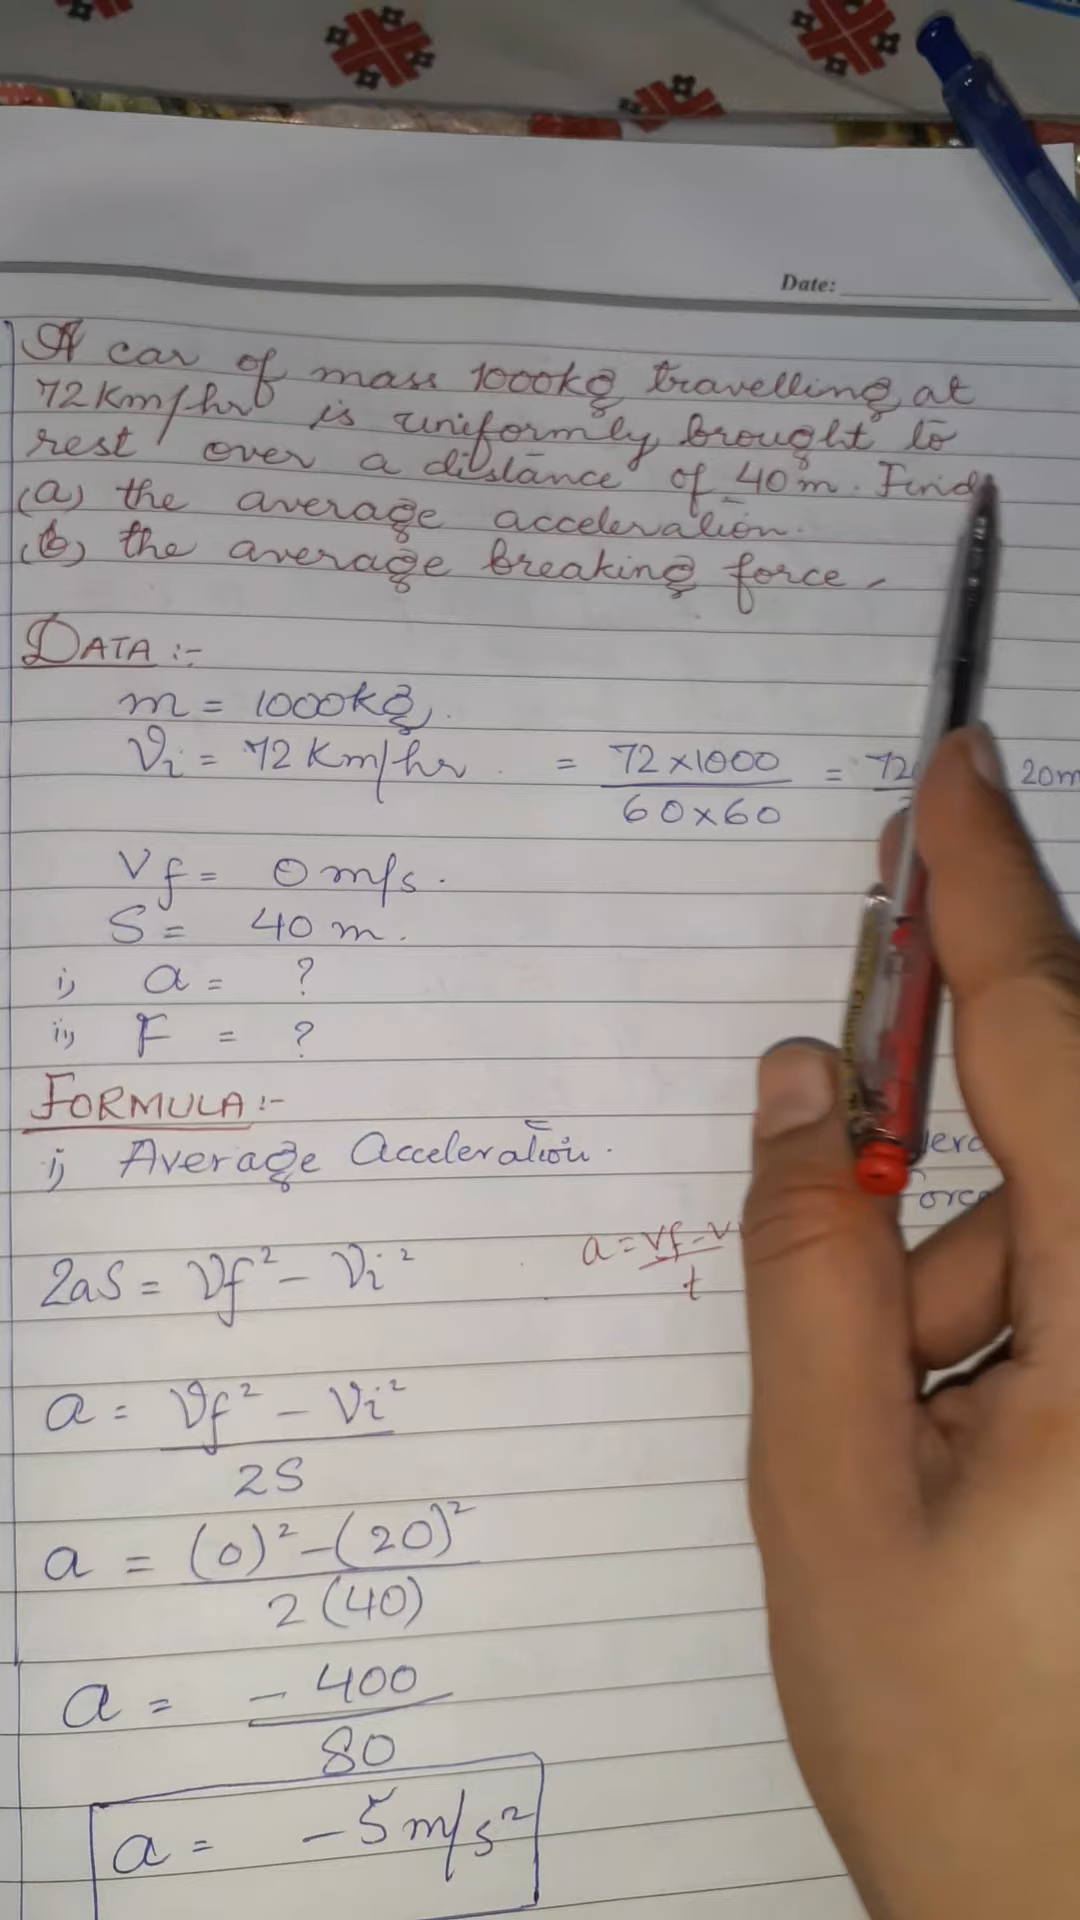 Date:
A car of mass 1000kg travelling at
72Km/hr is uniformly brought to
rest over a distance of 40m. Find
(a) the average acceleration.
(b) the average breaking force.
DATA :-
m = 1000kg.
Vi = 72 Km/hr. = 72×1000 / 60×60 = 20m
Vf = 0 m/s.
S = 40 m.
i) a = ?
ii) F = ?
FORMULA :-
i) Average Acceleration.
2aS = Vf² - Vi²
a = Vf - V / t
a = Vf² - Vi² / 2S
a = (0)² - (20)² / 2(40)
a = - 400 / 80
a = - 5 m/s²